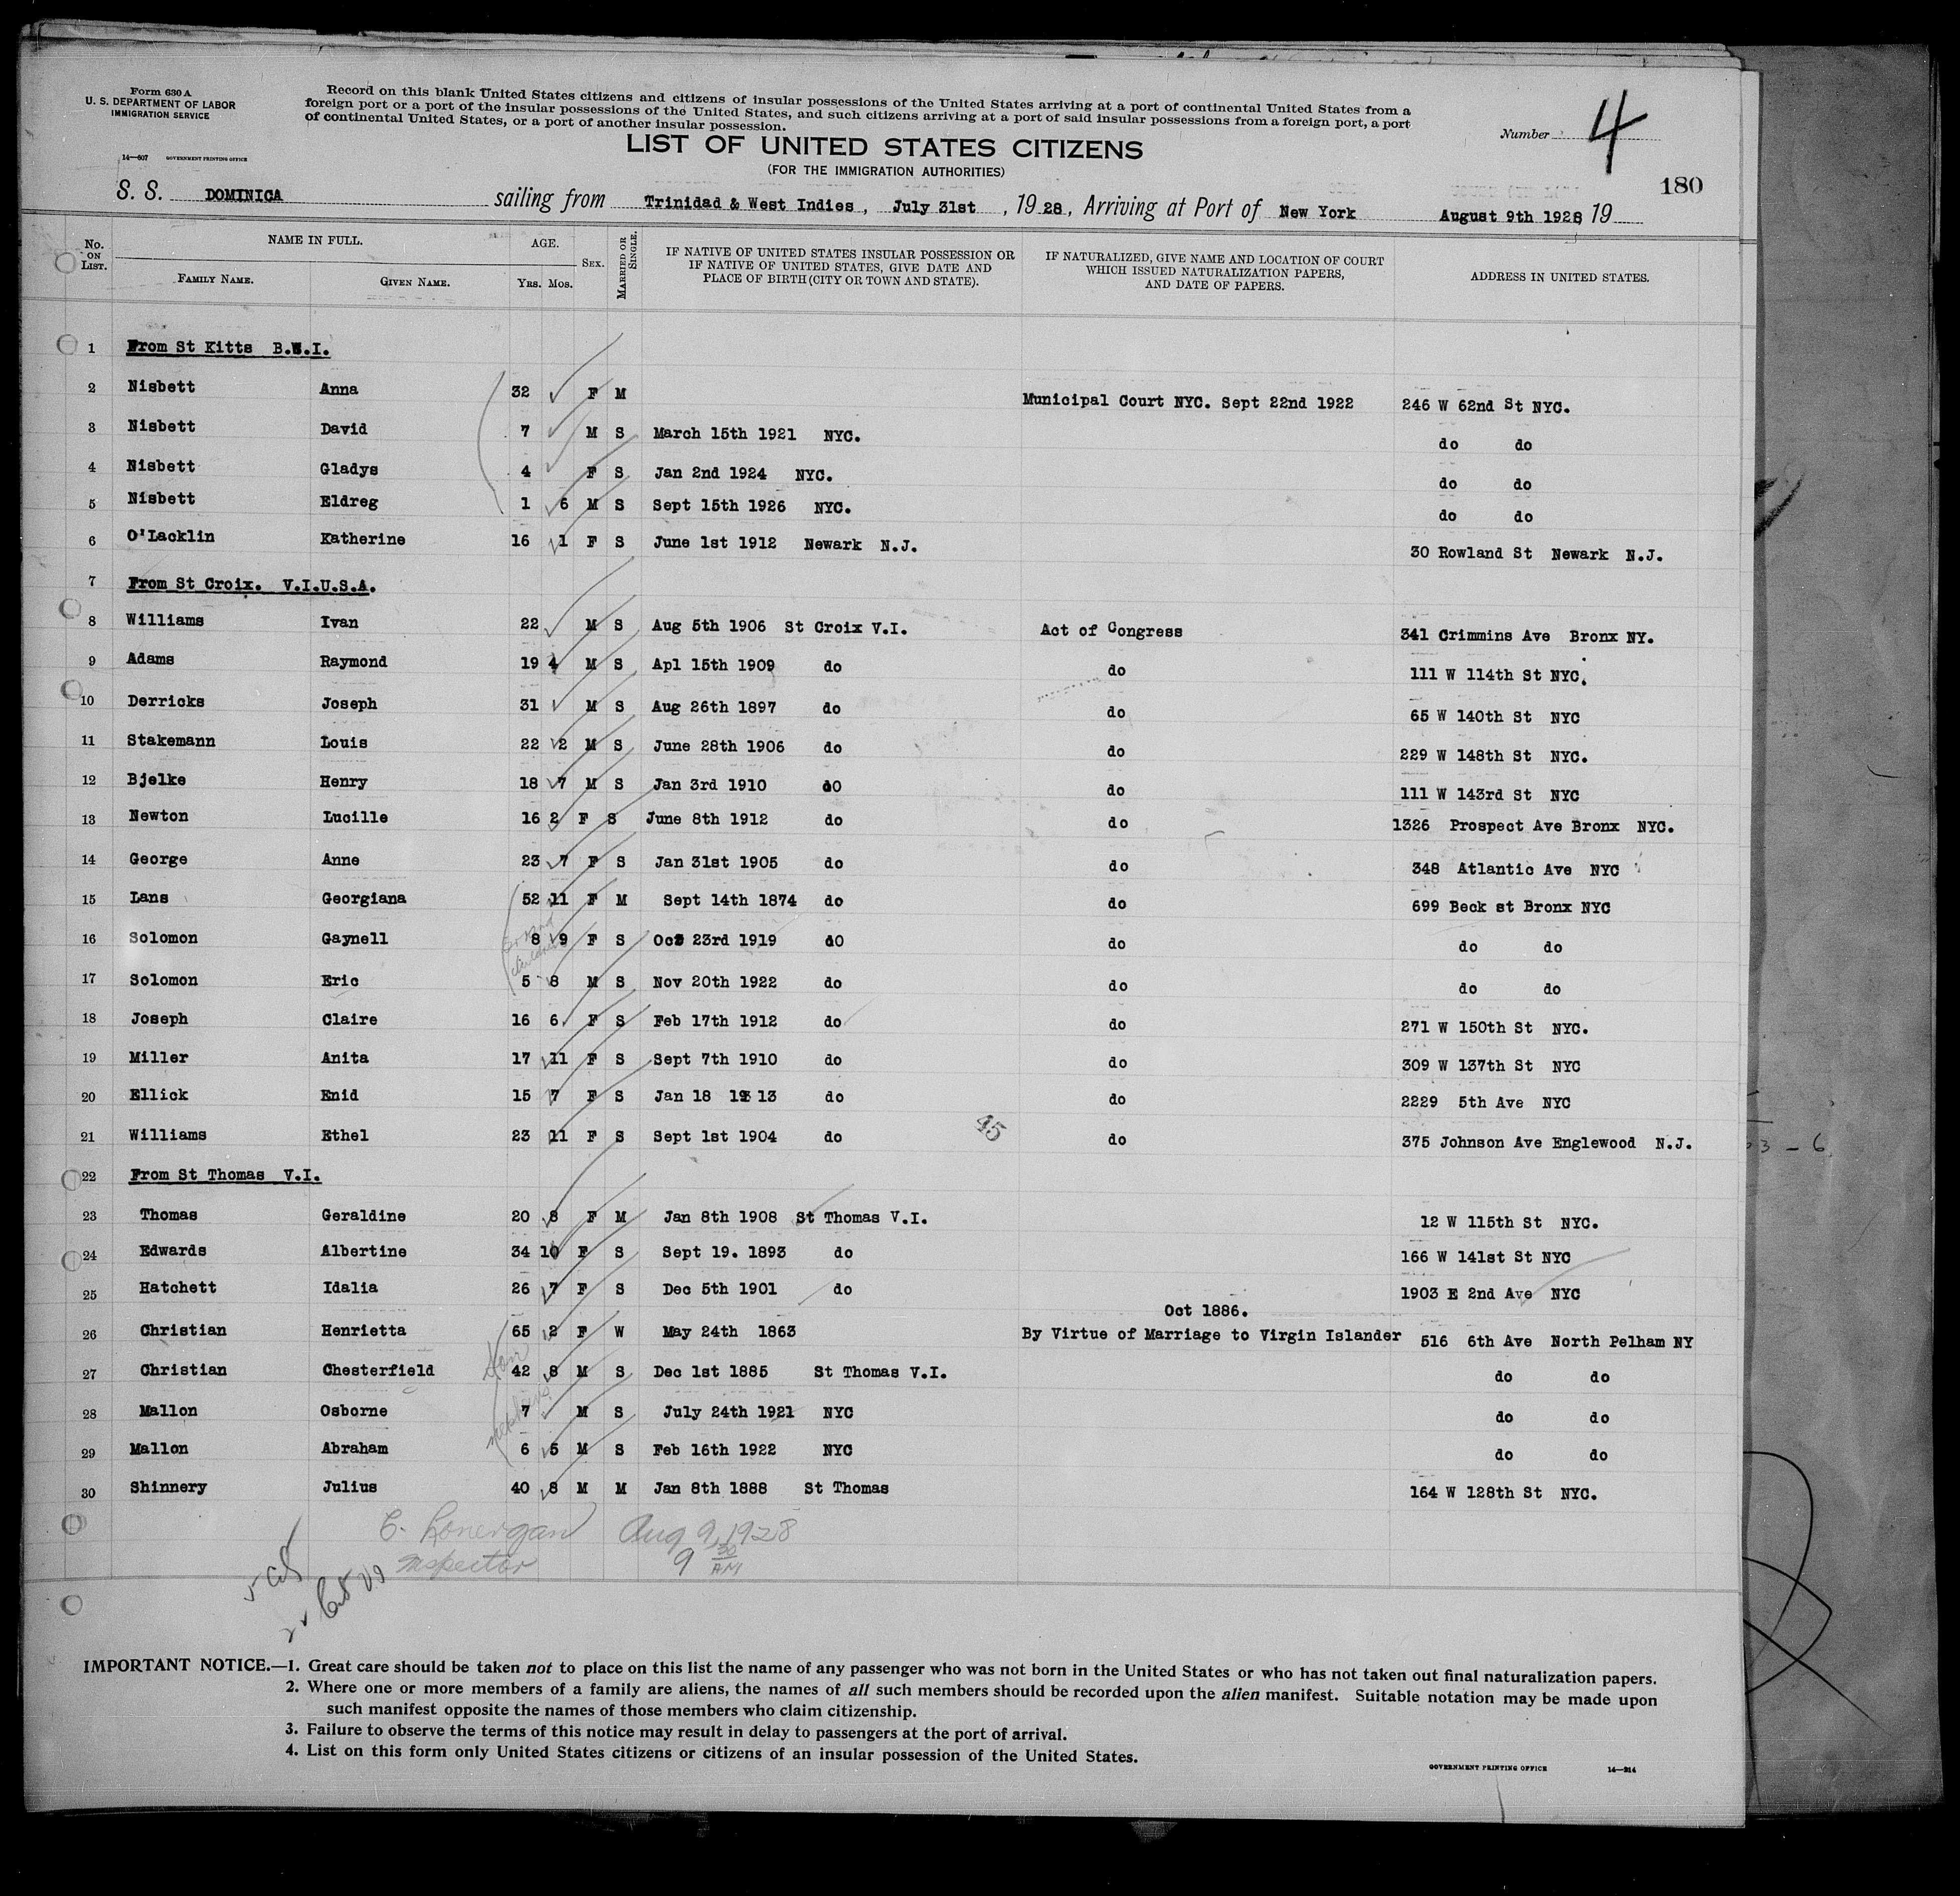 Form 630 A
U. S. DEPARTMENT OF LABOR
IMMIGRATION SERVICE
14—607 GOVERNMENT PRINTING OFFICE
Record on this blank United States citizens and citizens of insular possessions of the United States arriving at a port of continental United States from a
foreign port or a port of the insular possessions of the United States, and such citizens arriving at a port of said insular possessions from a foreign port, a port
of continental United States, or a port of another insular possession.
Number 4
LIST OF UNITED STATES CITIZENS
(FOR THE IMMIGRATION AUTHORITIES)
180
S. S. DOMINICA sailing from Trinidad & West Indies, July 31st, 1928, Arriving at Port of New York August 9th 1928 19
No. ON LIST. NAME IN FULL. FAMILY NAME. GIVEN NAME. AGE. YRS. MOS. SEX. MARRIED OR SINGLE. IF NATIVE OF UNITED STATES INSULAR POSSESSION OR IF NATIVE OF UNITED STATES, GIVE DATE AND PLACE OF BIRTH (CITY OR TOWN AND STATE). IF NATURALIZED, GIVE NAME AND LOCATION OF COURT WHICH ISSUED NATURALIZATION PAPERS, AND DATE OF PAPERS. ADDRESS IN UNITED STATES.
1 From St Kitts B.W.I.
2 Nisbett Anna 32 F M Municipal Court NYC. Sept 22nd 1922 246 W 62nd St NYC.
3 Nisbett David 7 M S March 15th 1921 NYC. do do
4 Nisbett Gladys 4 F S Jan 2nd 1924 NYC. do do
5 Nisbett Eldreg 1 6 M S Sept 15th 1926 NYC. do do
6 O'Lacklin Katherine 16 1 F S June 1st 1912 Newark N.J. 30 Rowland St Newark N.J.
7 From St Croix. V.I.U.S.A.
8 Williams Ivan 22 M S Aug 5th 1906 St Croix V.I. Act of Congress 341 Crimmins Ave Bronx NY.
9 Adams Raymond 19 4 M S Apl 15th 1909 do do 111 W 114th St NYC.
10 Derricks Joseph 31 M S Aug 26th 1897 do do 65 W 140th St NYC
11 Stakemann Louis 22 2 M S June 28th 1906 do do 229 W 148th St NYC.
12 Bjelke Henry 18 7 M S Jan 3rd 1910 dO do 111 W 143rd St NYC
13 Newton Lucille 16 2 F S June 8th 1912 do do 1326 Prospect Ave Bronx NYC.
14 George Anne 23 7 F S Jan 31st 1905 do do 348 Atlantic Ave NYC
15 Lans Georgiana 52 11 F M Sept 14th 1874 do do 699 Beck st Bronx NYC
16 Solomon Gaynell 8 9 F S Oct 23rd 1919 dO do do do
17 Solomon Eric 5 8 M S Nov 20th 1922 do do do do
18 Joseph Claire 16 6 F S Feb 17th 1912 do do 271 W 150th St NYC.
19 Miller Anita 17 11 F S Sept 7th 1910 do do 309 W 137th St NYC
20 Ellick Enid 15 7 F S Jan 18 1913 do do 2229 5th Ave NYC
21 Williams Ethel 23 11 F S Sept 1st 1904 do 45 do 375 Johnson Ave Englewood N.J.
22 From St Thomas V.I.
23 Thomas Geraldine 20 8 F M Jan 8th 1908 St Thomas V.I. 12 W 115th St NYC.
24 Edwards Albertine 34 10 F S Sept 19. 1893 do 166 W 141st St NYC
25 Hatchett Idalia 26 7 F S Dec 5th 1901 do 1903 E 2nd Ave NYC
Oct 1886.
26 Christian Henrietta 65 2 F W May 24th 1863 By Virtue of Marriage to Virgin Islander 516 6th Ave North Pelham NY
27 Christian Chesterfield son 42 8 M S Dec 1st 1885 St Thomas V.I. do do
28 Mallon Osborne 7 M S July 24th 1921 NYC do do
29 Mallon Abraham 6 5 M S Feb 16th 1922 NYC do do
30 Shinnery Julius 40 8 M M Jan 8th 1888 St Thomas 164 W 128th St NYC.
Lonergan Aug 9, 1928
Inspector 9 30 AM
IMPORTANT NOTICE.—1. Great care should be taken not to place on this list the name of any passenger who was not born in the United States or who has not taken out final naturalization papers.
2. Where one or more members of a family are aliens, the names of all such members should be recorded upon the alien manifest. Suitable notation may be made upon
such manifest opposite the names of those members who claim citizenship.
3. Failure to observe the terms of this notice may result in delay to passengers at the port of arrival.
4. List on this form only United States citizens or citizens of an insular possession of the United States.
GOVERNMENT PRINTING OFFICE 14—214